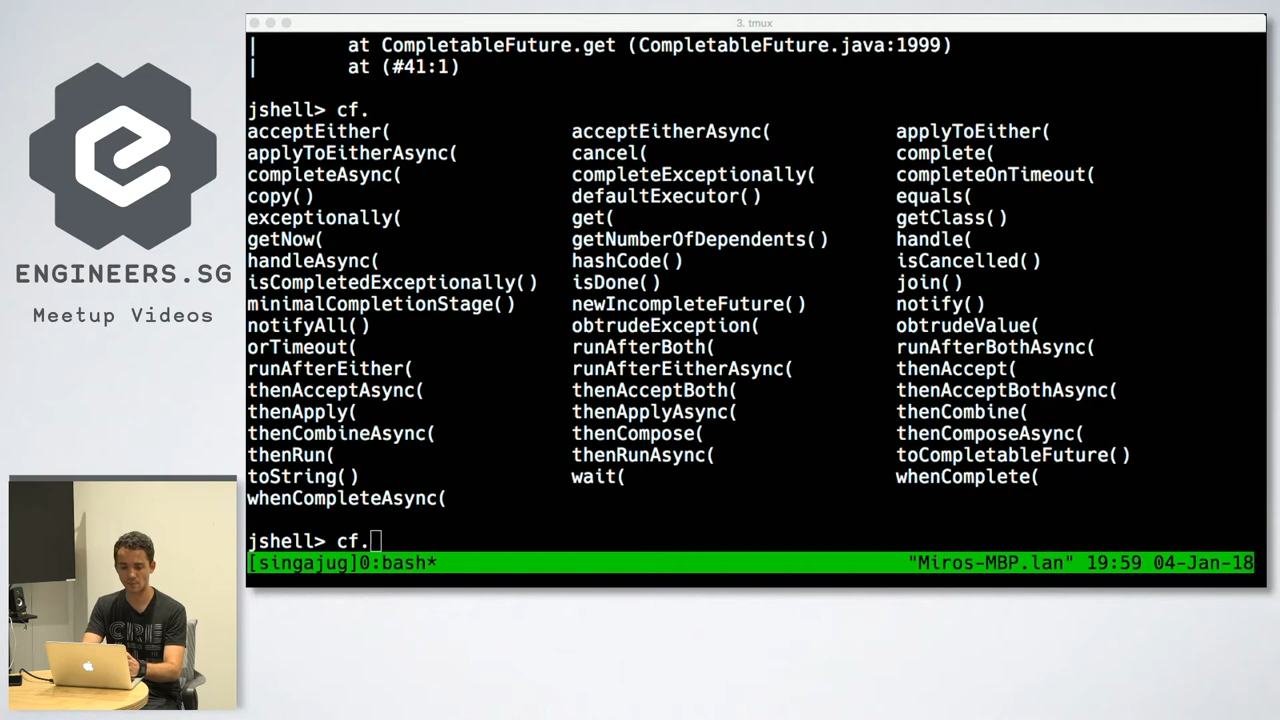 ENGINEERS.SG
Meetup Videos
3. tmux
|        at CompletableFuture.get (CompletableFuture.java:1999)
|        at (#41:1)
jshell> cf.
acceptEither( acceptEitherAsync( applyToEither(
applyToEitherAsync( cancel( complete(
completeAsync( completeExceptionally( completeOnTimeout(
copy() defaultExecutor() equals(
exceptionally( get( getClass()
getNow( getNumberOfDependents() handle(
handleAsync( hashCode() isCancelled()
isCompletedExceptionally() isDone() join()
minimalCompletionStage() newIncompleteFuture() notify()
notifyAll() obtrudeException( obtrudeValue(
orTimeout( runAfterBoth( runAfterBothAsync(
runAfterEither( runAfterEitherAsync( thenAccept(
thenAcceptAsync( thenAcceptBoth( thenAcceptBothAsync(
thenApply( thenApplyAsync( thenCombine(
thenCombineAsync( thenCompose( thenComposeAsync(
thenRun( thenRunAsync( toCompletableFuture()
toString() wait( whenComplete(
whenCompleteAsync(
jshell> cf.
[singajug]0:bash* "Miros-MBP.lan" 19:59 04-Jan-18